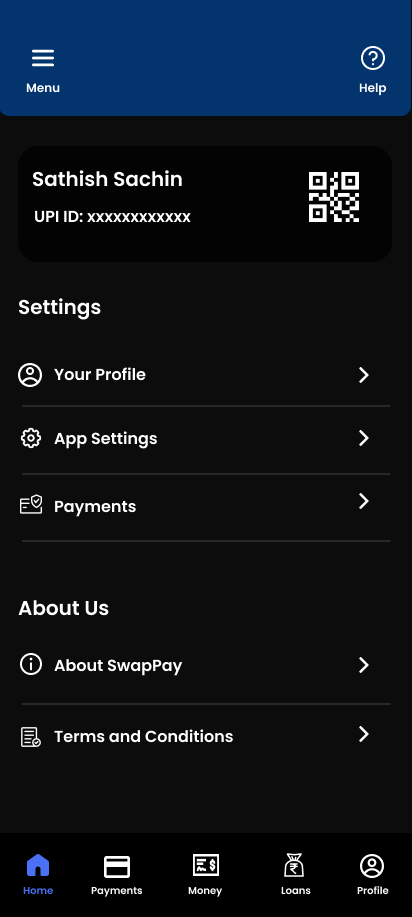 Menu
Help
Sathish Sachin
UPI ID: xxxxxxxxxxxx
Settings
Your Profile
App Settings
Payments
About Us
About SwapPay
Terms and Conditions
Home
Payments
Money
Loans
Profile